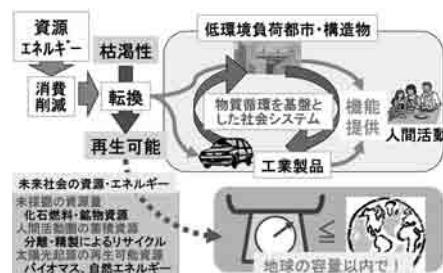 資源
エネルギー
枯渇性
消費
削減
転換
再生可能
低環境負荷都市・構造物
物質循環を基盤と
した社会システム
機能
提供
人間活動
工業製品
未来社会の資源・エネルギー
未採掘の資源量
化石燃料・鉱物資源
人間活動圏の蓄積資源
分離・精製によるリサイクル
太陽光起源の再生可能資源
バイオマス、自然エネルギー
≦
地球の容量以内で！